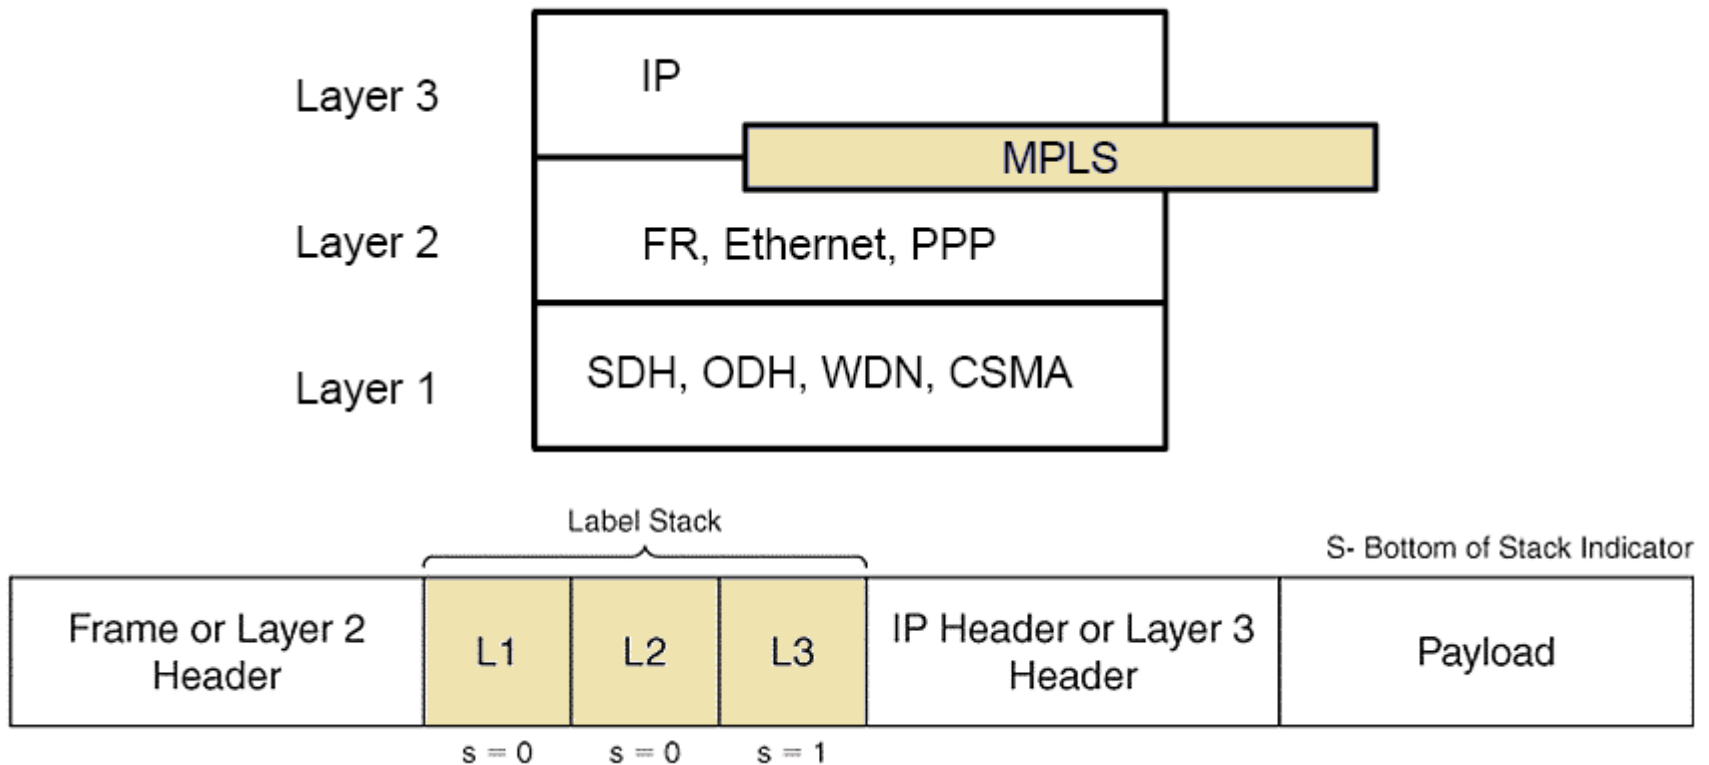 Layer 3
IP
MPLS
Layer 2
FR, Ethernet, PPP
Layer 1
SDH, ODH, WDN, CSMA
Label Stack
S- Bottom of Stack Indicator
Frame or Layer 2
Header
L1
L2
L3
IP Header or Layer 3
Header
Payload
s = 0
s = 0
s = 1